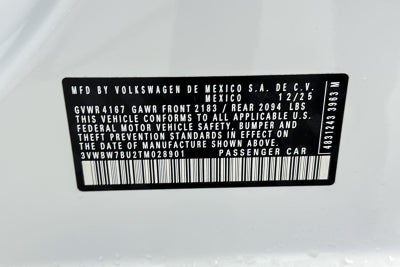 MFD BY VOLKSWAGEN DE MEXICO S.A. DE C.V.
MEXICO 12/25
GVWR 4167 GAWR FRONT 2183 / REAR 2094 LBS
THIS VEHICLE CONFORMS TO ALL APPLICABLE U.S.
FEDERAL MOTOR VEHICLE SAFETY, BUMPER AND
THEFT PREVENTION STANDARDS IN EFFECT ON
THE DATE OF MANUFACTURE SHOWN ABOVE.
3VWBW7BU2TM028901 PASSENGER CAR
4831243 3963 M